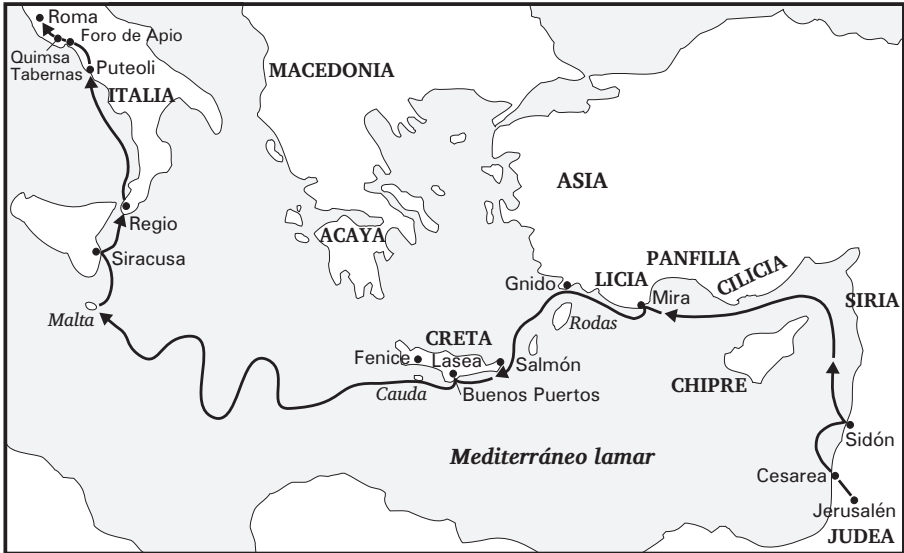 Roma
Foro de Apio
Quimsa
Tabernas
Puteoli
ITALIA
MACEDONIA
ASIA
Regio
ACAYA
Siracusa
PANFILIA
CILICIA
LICIA
Gnido
Mira
SIRIA
Malta
Rodas
CRETA
Fenice
Lasea
Salmón
CHIPRE
Cauda
Buenos Puertos
Sidón
Mediterráneo lamar
Cesarea
Jerusalén
JUDEA